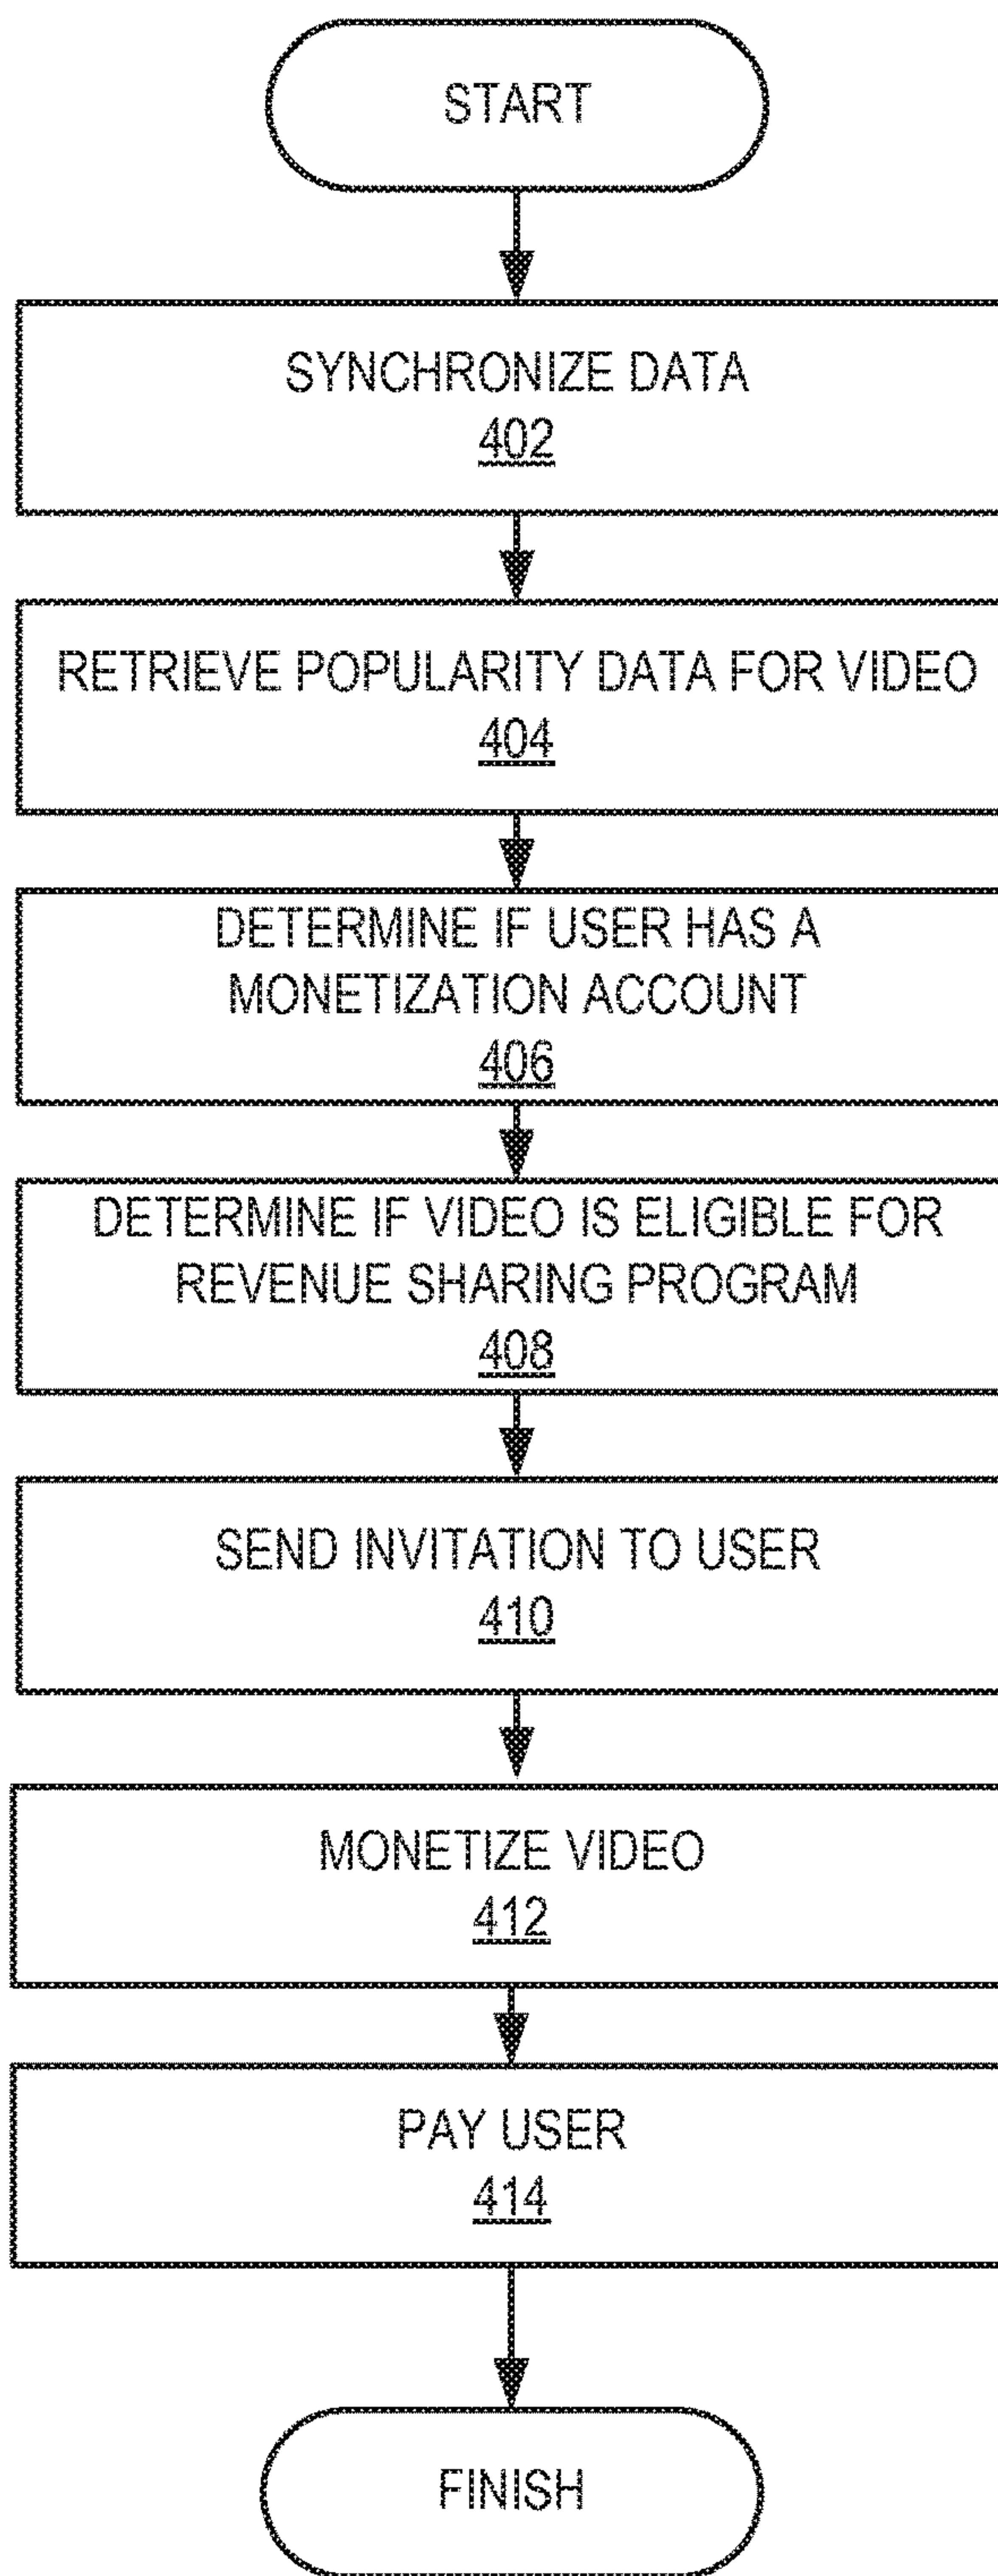 START
SYNCHRONIZE DATA
402
RETRIEVE POPULARITY DATA FOR VIDEO
404
DETERMINE IF USER HAS A
MONETIZATION ACCOUNT
406
DETERMINE IF VIDEO IS ELIGIBLE FOR
REVENUE SHARING PROGRAM
408
SEND INVITATION TO USER
410
MONETIZE VIDEO
412
PAY USER
414
FINISH